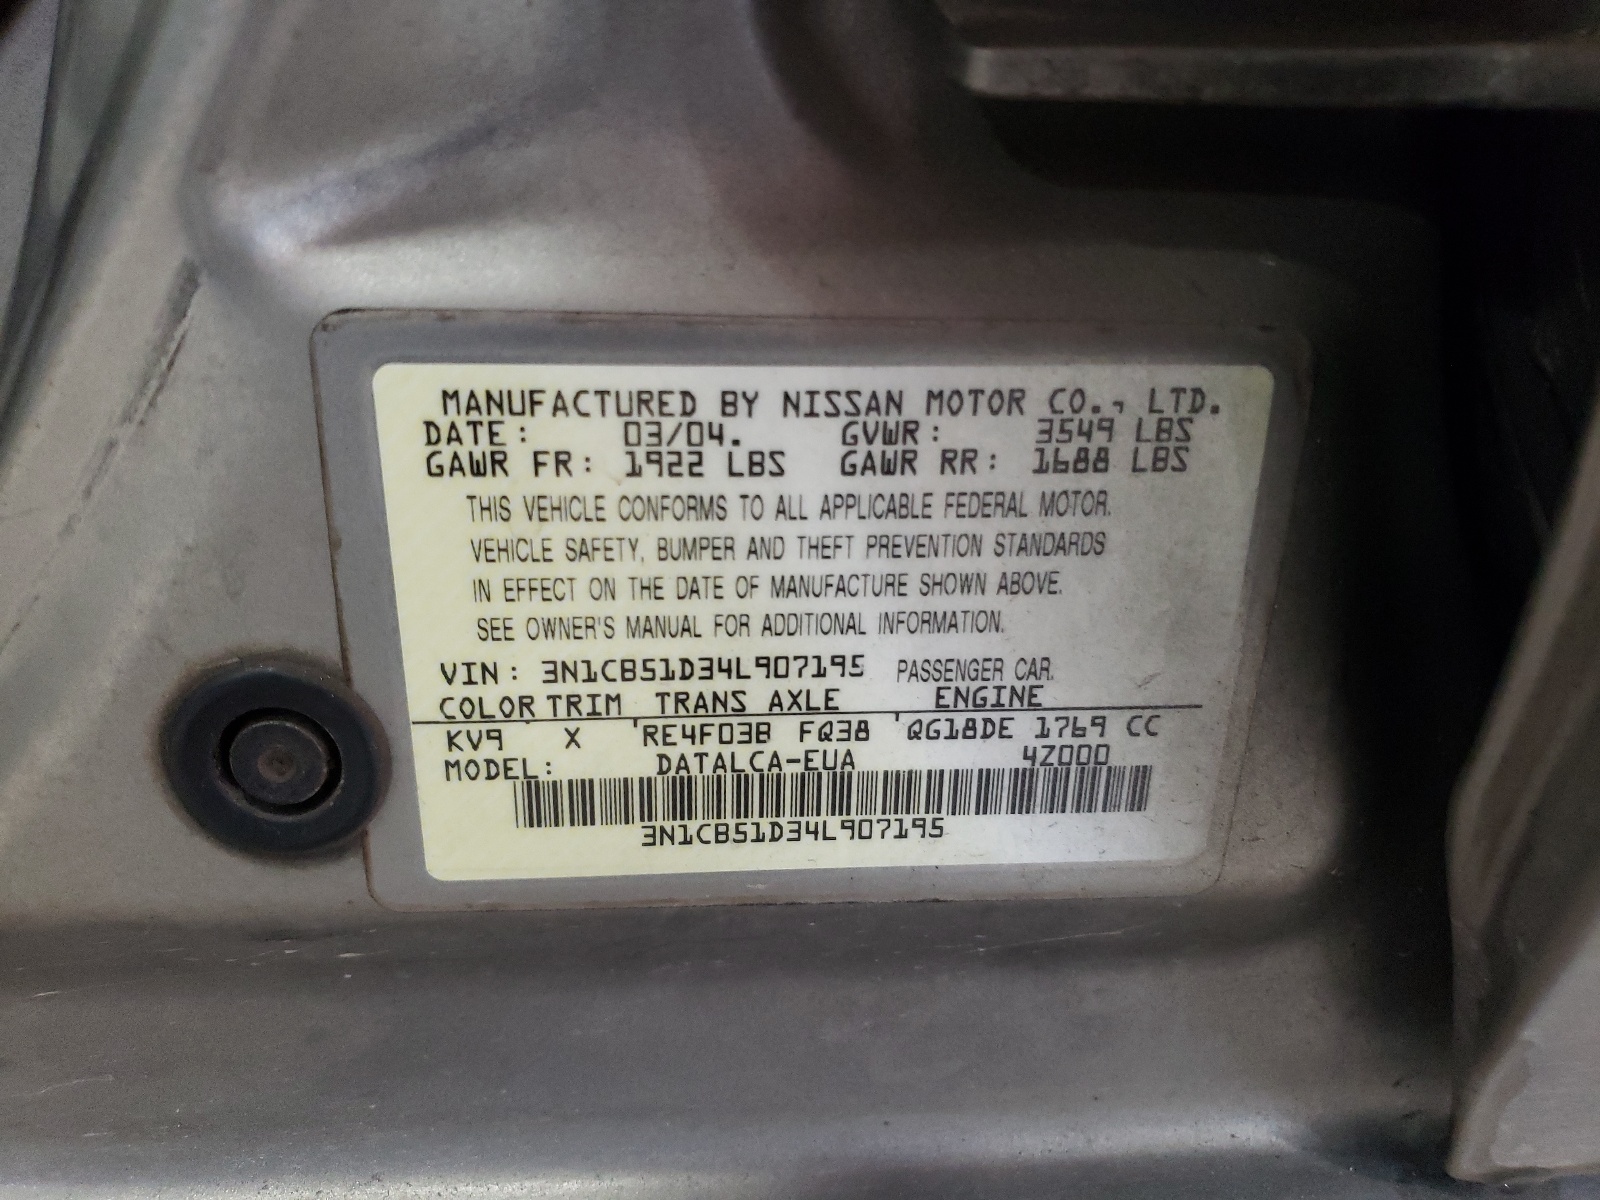 MANUFACTURED BY NISSAN MOTOR CO., LTD.
DATE: 03/04. GVWR: 3549 LBS
GAWR FR: 1922 LBS GAWR RR: 1688 LBS
THIS VEHICLE CONFORMS TO ALL APPLICABLE FEDERAL MOTOR.
VEHICLE SAFETY, BUMPER AND THEFT PREVENTION STANDARDS
IN EFFECT ON THE DATE OF MANUFACTURE SHOWN ABOVE.
SEE OWNER'S MANUAL FOR ADDITIONAL INFORMATION.
VIN: 3N1CB51D34L907195 PASSENGER CAR.
COLOR TRIM TRANS AXLE ENGINE
KV9 X RE4F03B FQ38 QG18DE 1769 CC
MODEL: DATALCA-EUA 4Z000
3N1CB51D34L907195